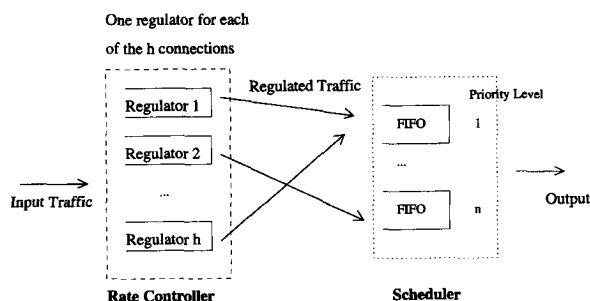 One regulator for each
of the h connections
Regulated Traffic
Priority Level
Regulator 1
FIFO 1
Regulator 2
...
...
Input Traffic
Output
FIFO n
Regulator h
Rate Controller
Scheduler